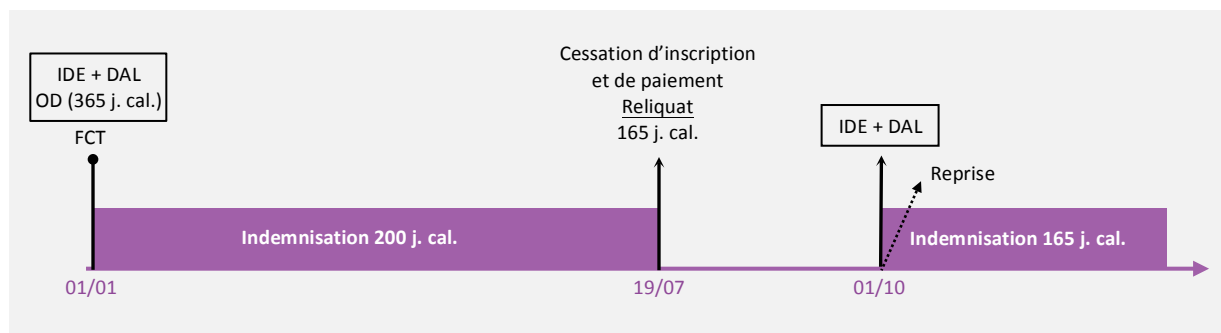 IDE + DAL
OD (365 j. cal.)
FCT
Cessation d’inscription
et de paiement
Reliquat
165 j. cal.
IDE + DAL
Reprise
Indemnisation 200 j. cal.
Indemnisation 165 j. cal.
01/01
19/07
01/10